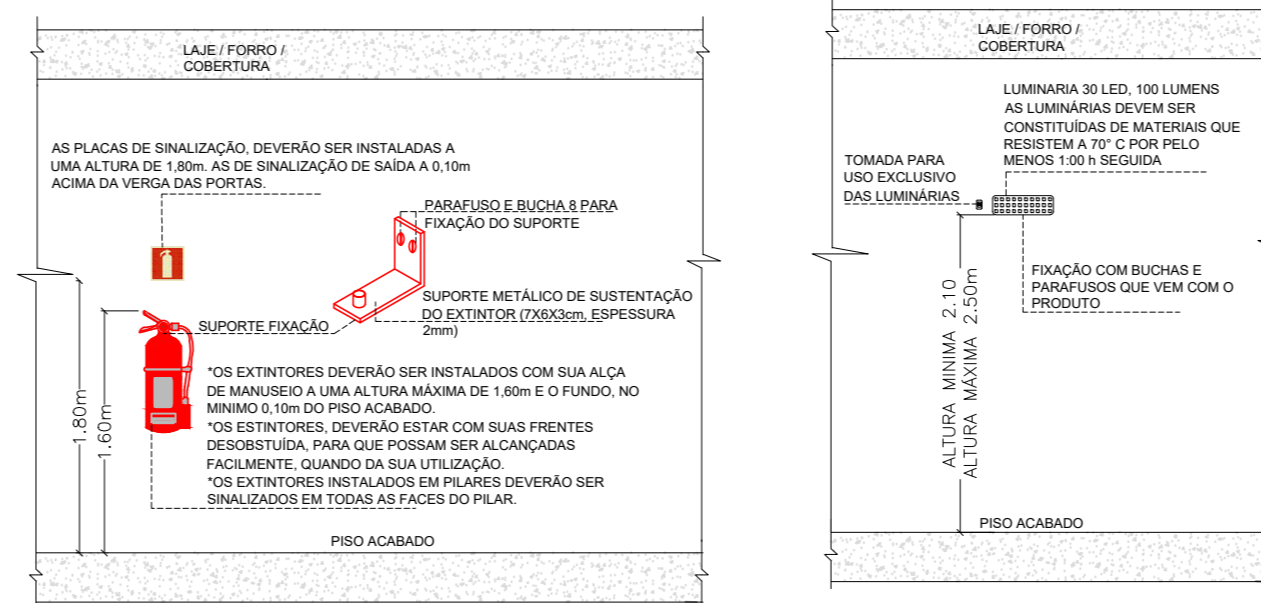 LAJE / FORRO /
COBERTURA
AS PLACAS DE SINALIZAÇÃO, DEVERÃO SER INSTALADAS A
UMA ALTURA DE 1,80m. AS DE SINALIZAÇÃO DE SAÍDA A 0,10m
ACIMA DA VERGA DAS PORTAS.
PARAFUSO E BUCHA 8 PARA
FIXAÇÃO DO SUPORTE
SUPORTE METÁLICO DE SUSTENTAÇÃO
DO EXTINTOR (7X6X3cm, ESPESSURA
2mm)
SUPORTE FIXAÇÃO
*OS EXTINTORES DEVERÃO SER INSTALADOS COM SUA ALÇA
DE MANUSEIO A UMA ALTURA MÁXIMA DE 1,60m E O FUNDO, NO
MINIMO 0,10m DO PISO ACABADO.
*OS ESTINTORES, DEVERÃO ESTAR COM SUAS FRENTES
DESOBSTUÍDA, PARA QUE POSSAM SER ALCANÇADAS
FACILMENTE, QUANDO DA SUA UTILIZAÇÃO.
*OS EXTINTORES INSTALADOS EM PILARES DEVERÃO SER
SINALIZADOS EM TODAS AS FACES DO PILAR.
1.80m
1.60m
PISO ACABADO
LAJE / FORRO /
COBERTURA
LUMINARIA 30 LED, 100 LUMENS
AS LUMINÁRIAS DEVEM SER
CONSTITUÍDAS DE MATERIAIS QUE
RESISTEM A 70° C POR PELO
MENOS 1:00 h SEGUIDA
TOMADA PARA
USO EXCLUSIVO
DAS LUMINÁRIAS
FIXAÇÃO COM BUCHAS E
PARAFUSOS QUE VEM COM O
PRODUTO
ALTURA MINIMA 2.10
ALTURA MÁXIMA 2.50m
PISO ACABADO